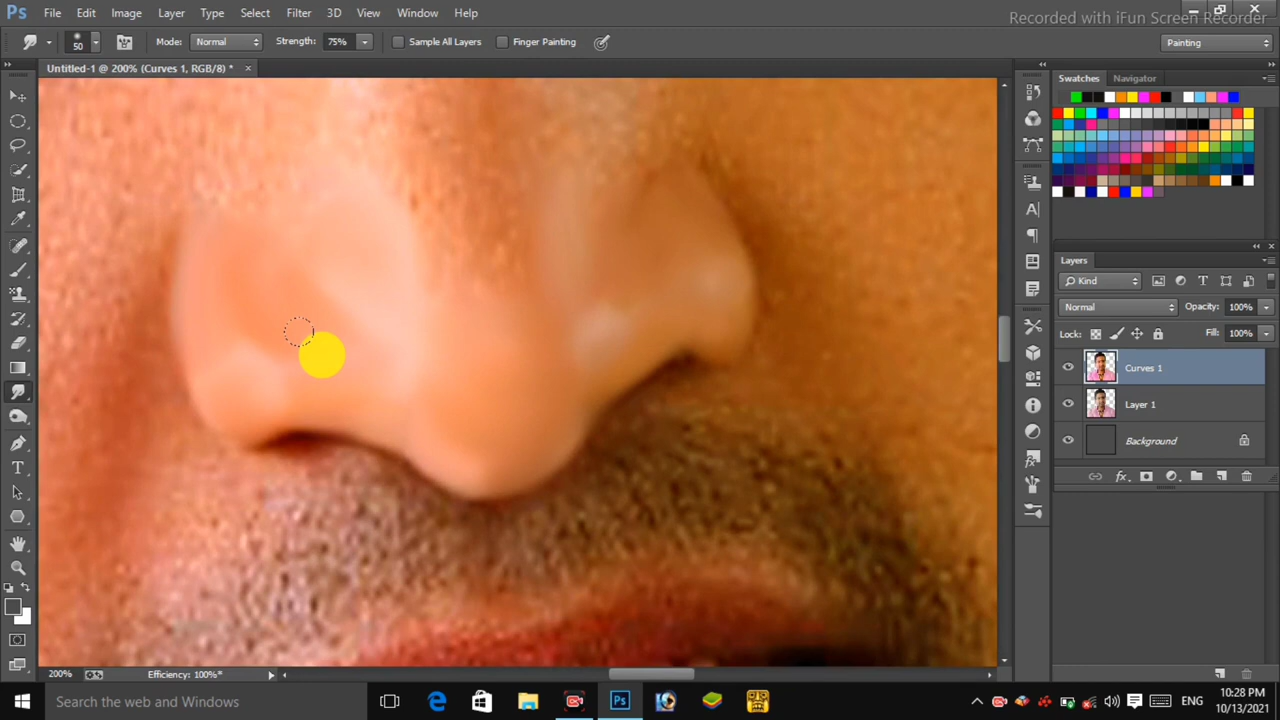 Ps File Edit Image Layer Type Select Filter 3D View Window Help
Recorded with iFun Screen Recorder
50 Mode: Normal Strength: 75% Sample All Layers Finger Painting Painting
Untitled-1 @ 200% (Curves 1, RGB/8) * ×
Swatches Navigator
Layers
Kind
Normal Opacity: 100%
Lock: Fill: 100%
Curves 1
Layer 1
Background
200% Efficiency: 100%*
Search the web and Windows
Ps
ENG
10:28 PM
10/13/2021